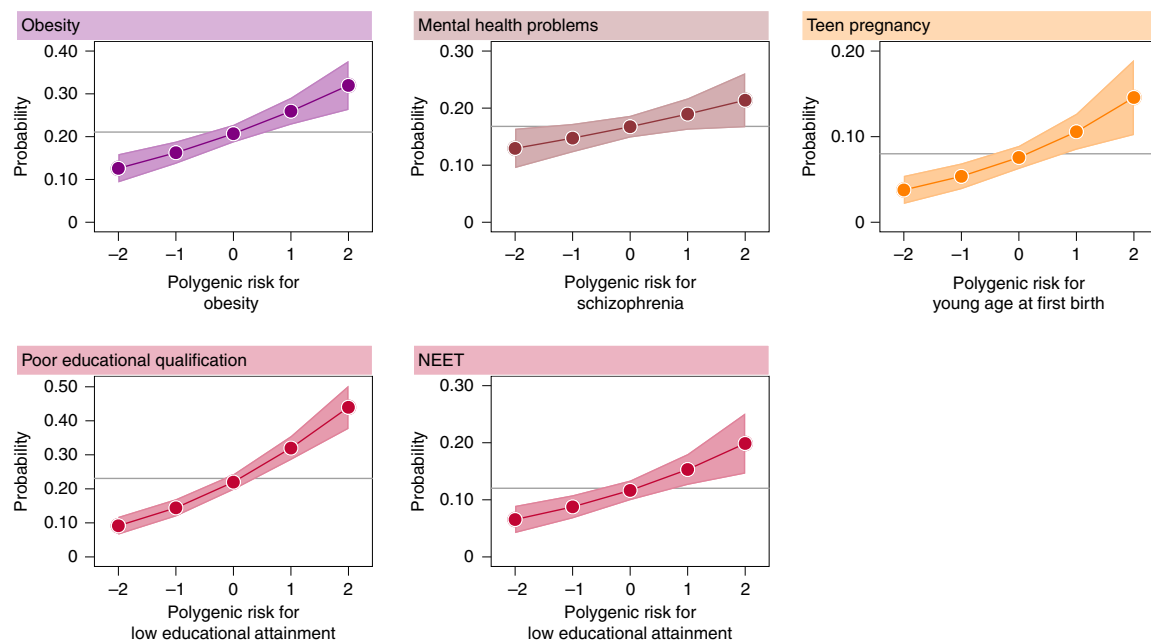 Obesity
0.40
0.30
0.20
0.10
0
Probability
–2 –1 0 1 2
Polygenic risk for
obesity
Mental health problems
0.30
0.20
0.10
0
Probability
–2 –1 0 1 2
Polygenic risk for
schizophrenia
Teen pregnancy
0.20
0.10
0
Probability
–2 –1 0 1 2
Polygenic risk for
young age at first birth
Poor educational qualification
0.50
0.40
0.30
0.20
0.10
0
Probability
–2 –1 0 1 2
Polygenic risk for
low educational attainment
NEET
0.30
0.20
0.10
0
Probability
–2 –1 0 1 2
Polygenic risk for
low educational attainment